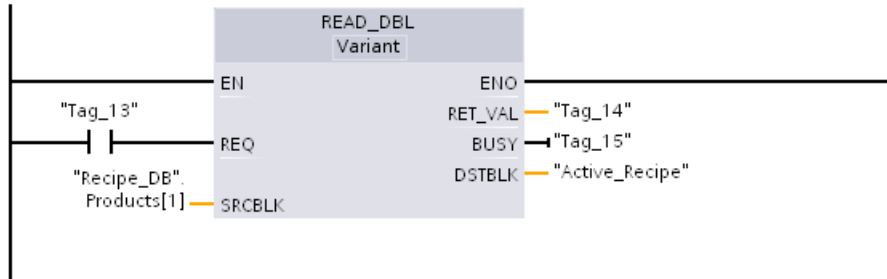 READ_DBL
Variant
EN
ENO
"Tag_13"
RET_VAL
"Tag_14"
REQ
BUSY
"Tag_15"
"Recipe_DB".
Products[1]
SRCBLK
DSTBLK
"Active_Recipe"